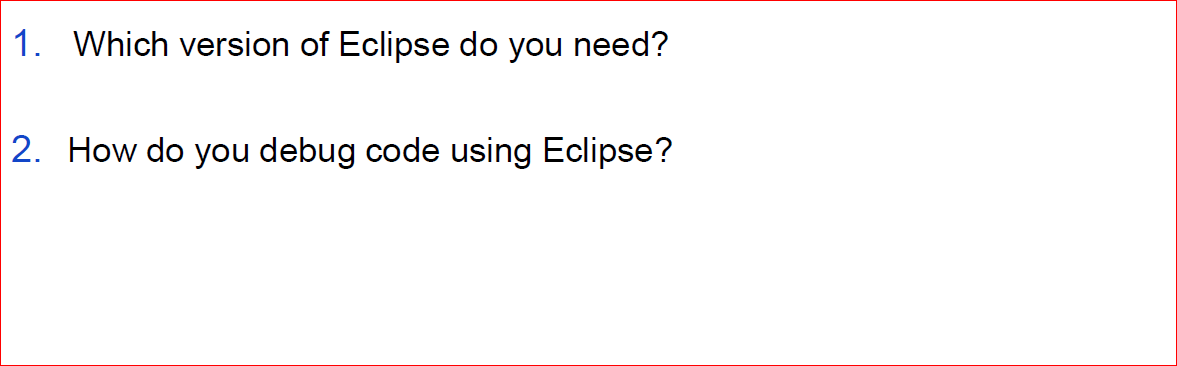 1. Which version of Eclipse do you need?
2. How do you debug code using Eclipse?